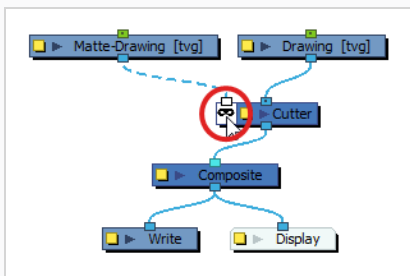 Matte-Drawing [tvg]
Drawing [tvg]
Cutter
Composite
Write
Display